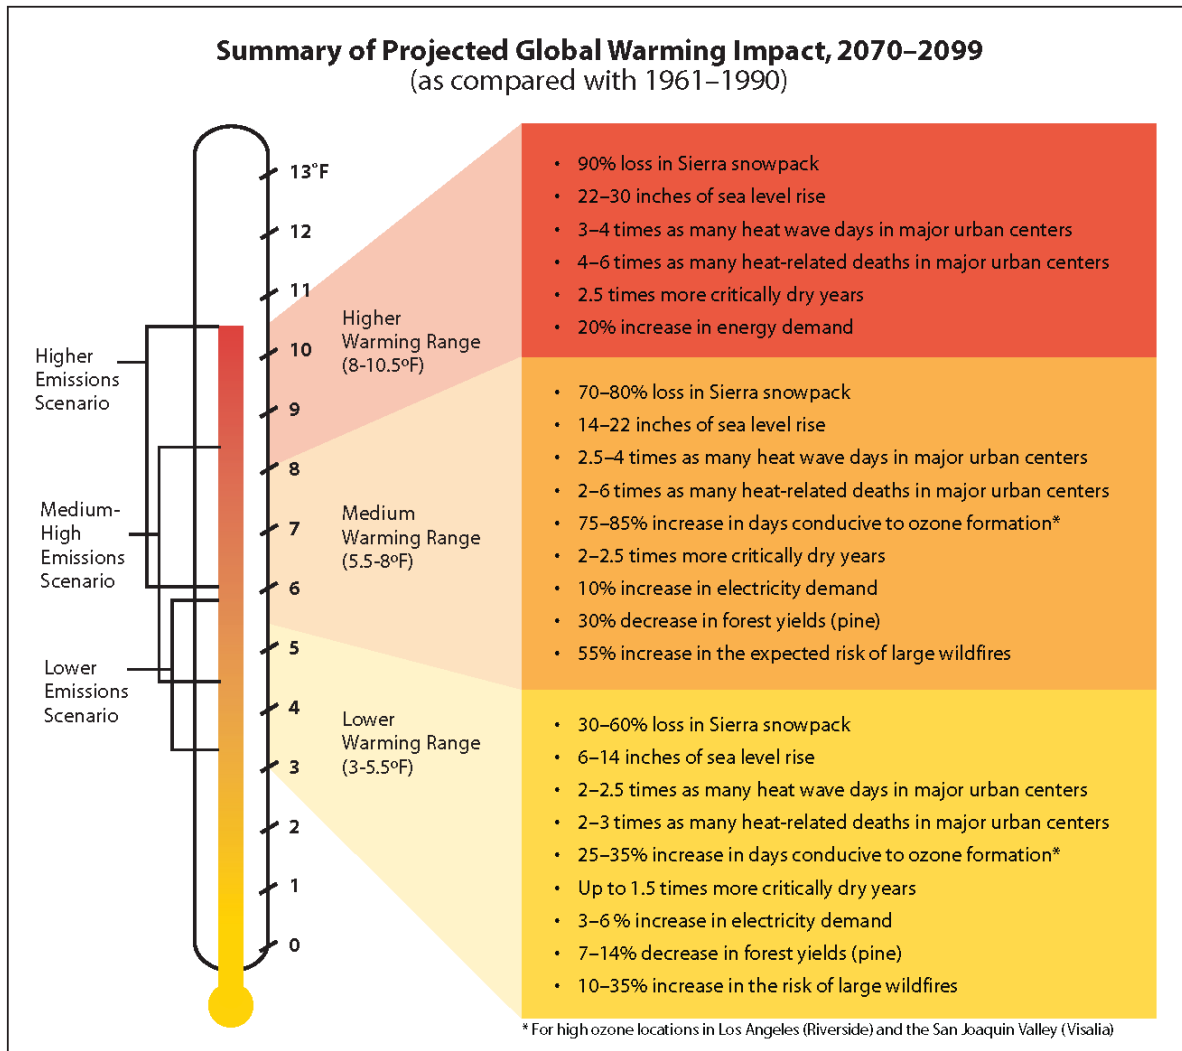 Summary of Projected Global Warming Impact, 2070–2099
(as compared with 1961–1990)
13°F
12
11
10
9
8
7
6
5
4
3
2
1
0
Higher
Emissions
Scenario
Medium-
High
Emissions
Scenario
Lower
Emissions
Scenario
Higher
Warming Range
(8-10.5ºF)
• 90% loss in Sierra snowpack
• 22–30 inches of sea level rise
• 3–4 times as many heat wave days in major urban centers
• 4–6 times as many heat-related deaths in major urban centers
• 2.5 times more critically dry years
• 20% increase in energy demand
Medium
Warming Range
(5.5-8ºF)
• 70–80% loss in Sierra snowpack
• 14–22 inches of sea level rise
• 2.5–4 times as many heat wave days in major urban centers
• 2–6 times as many heat-related deaths in major urban centers
• 75–85% increase in days conducive to ozone formation*
• 2–2.5 times more critically dry years
• 10% increase in electricity demand
• 30% decrease in forest yields (pine)
• 55% increase in the expected risk of large wildfires
Lower
Warming Range
(3-5.5ºF)
• 30–60% loss in Sierra snowpack
• 6–14 inches of sea level rise
• 2–2.5 times as many heat wave days in major urban centers
• 2–3 times as many heat-related deaths in major urban centers
• 25–35% increase in days conducive to ozone formation*
• Up to 1.5 times more critically dry years
• 3–6 % increase in electricity demand
• 7–14% decrease in forest yields (pine)
• 10–35% increase in the risk of large wildfires
* For high ozone locations in Los Angeles (Riverside) and the San Joaquin Valley (Visalia)